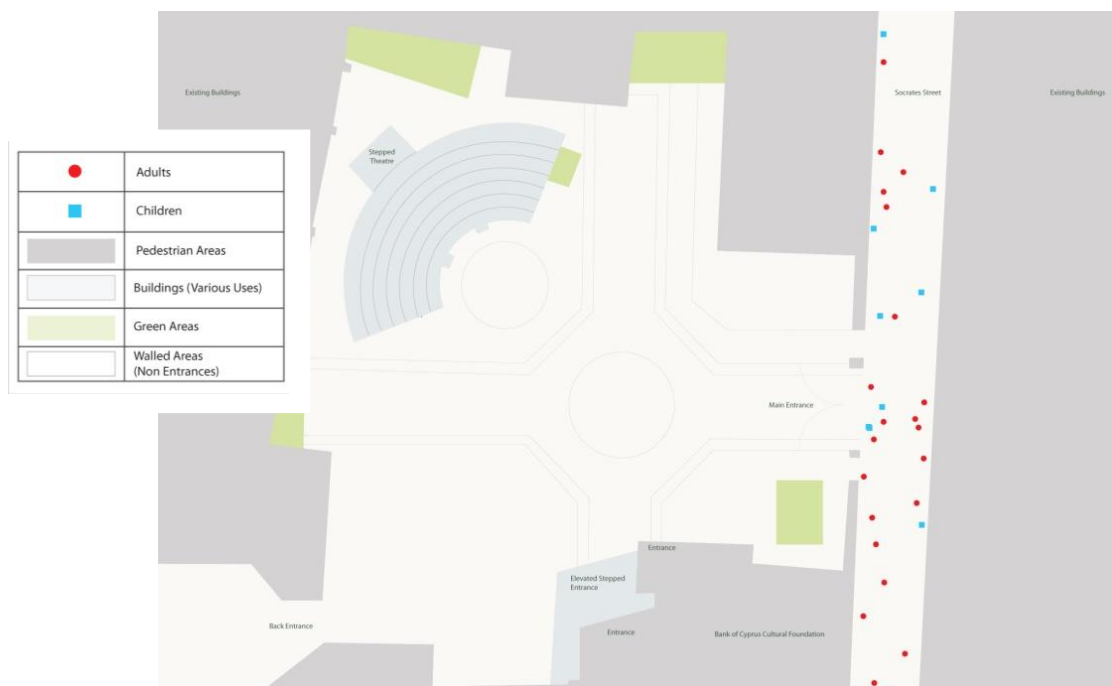 Existing Buildings
Socrates Street
Existing Buildings
Stepped
Theatre
Adults
Children
Pedestrian Areas
Buildings (Various Uses)
Green Areas
Walled Areas
(Non Entrances)
Main Entrance
Entrance
Elevated Stepped
Entrance
Back Entrance
Entrance
Bank of Cyprus Cultural Foundation